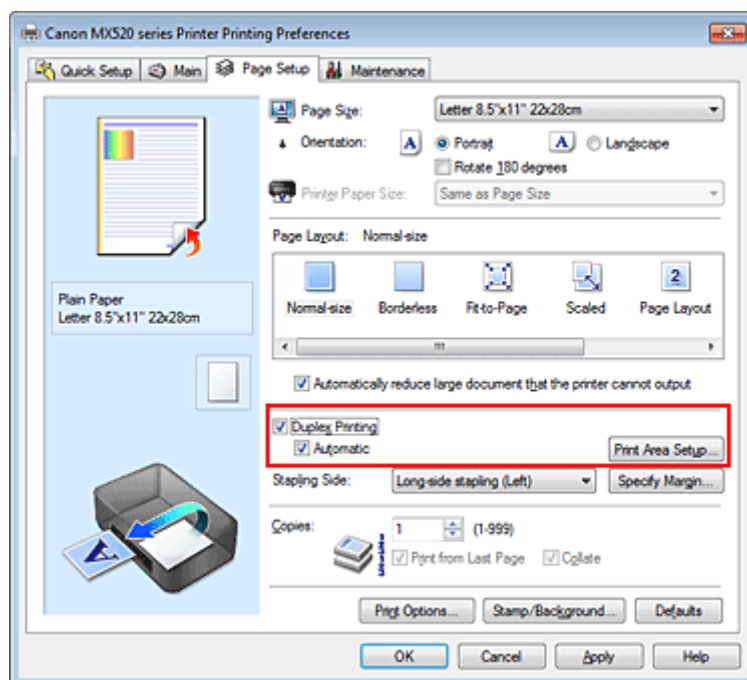 Canon MX520 series Printer Printing Preferences
Quick Setup Main Page Setup Maintenance
Page Size: Letter 8.5"x11" 22x28cm
Orientation: A Portrait A Landscape
Rotate 180 degrees
Printer Paper Size: Same as Page Size
Page Layout: Normal-size
2
Normal-size Borderless Fit-to-Page Scaled Page Layout
Plain Paper
Letter 8.5"x11" 22x28cm
Automatically reduce large document that the printer cannot output
Duplex Printing
Automatic Print Area Setup...
Stapling Side: Long-side stapling (Left) Specify Margin...
Copies: 1 (1-999)
Print from Last Page Collate
A
Print Options... Stamp/Background... Defaults
OK Cancel Apply Help